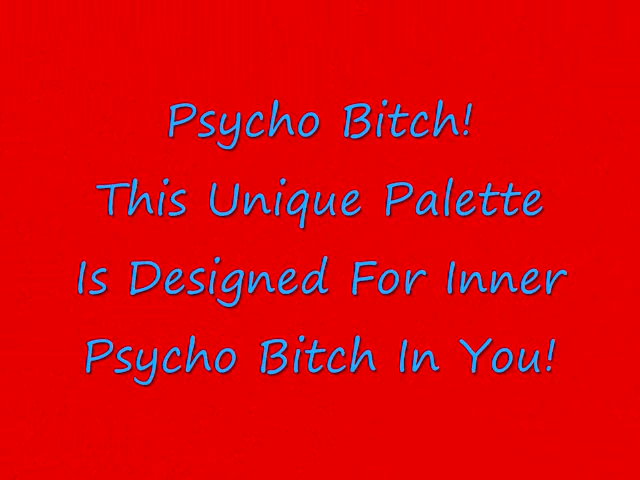 Psycho Bitch!
This Unique Palette
Is Designed For Inner
Psycho Bitch In You!